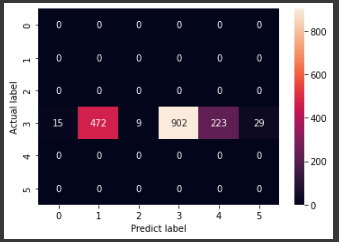 0 0 0 0 0 0 0
1 0 0 0 0 0 0
2 0 0 0 0 0 0
3 15 472 9 902 223 29
4 0 0 0 0 0 0
5 0 0 0 0 0 0
0 1 2 3 4 5
Actual label
Predict label
800
600
400
200
0